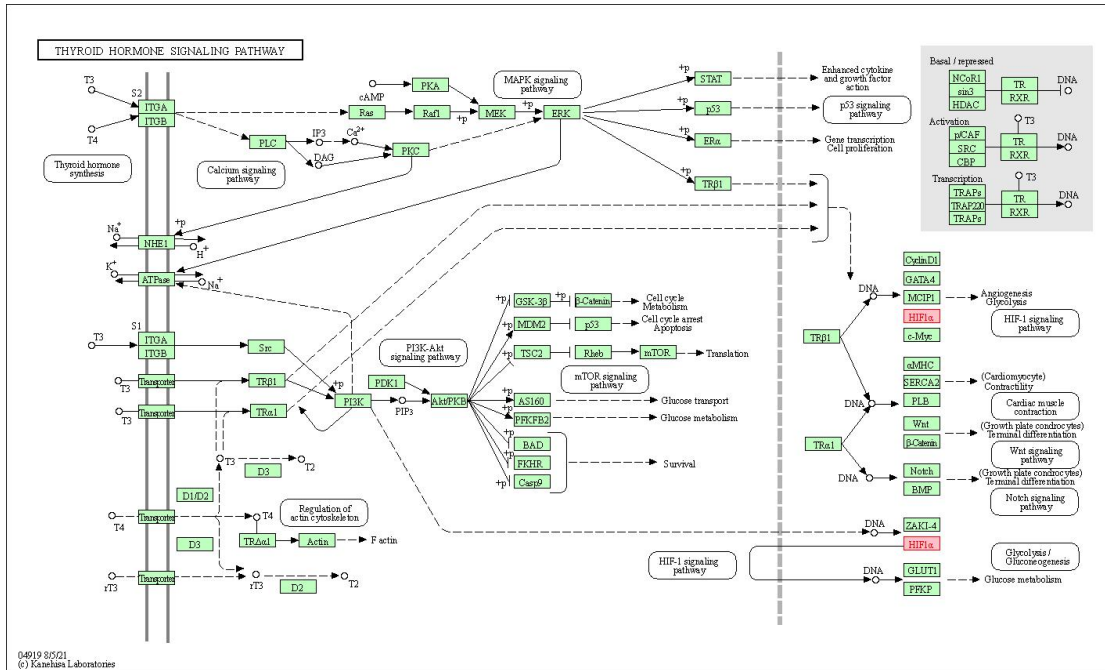 THYROID HORMONE SIGNALING PATHWAY
T3
S2
ITGA
ITGB
T4
Thyroid hormone
synthesis
cAMP
PKA
Ras
Raf1
+p
MEK
+p
ERK
MAPK signaling
pathway
PLC
IP3
Ca2+
DAG
PKC
Calcium signaling
pathway
+p
STAT
Enhanced cytokine
and growth factor
action
+p
p53
p53 signaling
pathway
+p
ERα
Gene transcription
Cell proliferation
+p
TRβ1
Basal / repressed
NCoR1
sin3
HDAC
TR
RXR
DNA
Activation
p/CAF
SRC
CBP
T3
TR
RXR
DNA
Transcription
TRAPs
TRAP220
TRAPs
T3
TR
RXR
DNA
+p
Na+
NHE1
H+
K+
ATPase
Na+
S1
T3
ITGA
ITGB
Src
T3
Transporter
TRβ1
T3
Transporter
TRα1
+p
PI3K
PIP3
PDK1
Akt/PKB
PI3K-Akt
signaling pathway
+p
GSK-3β
+p
β-Catenin
Cell cycle
Metabolism
+p
MDM2
p53
Cell cycle arrest
Apoptosis
TSC2
Rheb
mTOR
Translation
mTOR signaling
pathway
+p
AS160
Glucose transport
+p
PFKFB2
Glucose metabolism
+p
BAD
+p
FKHR
+p
Casp9
Survival
T3
D3
T2
D1/D2
T4
Transporter
T4
TRΔα1
Actin
F actin
Regulation of
actin cytoskeleton
D3
rT3
Transporter
rT3
D2
T2
TRβ1
TRα1
DNA
CyclinD1
GATA4
MCIP1
HIF1α
c-Myc
Angiogenesis
Glycolysis
HIF-1 signaling
pathway
DNA
αMHC
SERCA2
PLB
Wnt
β-Catenin
(Cardiomyocyte)
Contractility
Cardiac muscle
contraction
(Growth plate condrocytes)
Terminal differentiation
Wnt signaling
pathway
DNA
Notch
BMP
(Growth plate condrocytes)
Terminal differentiation
Notch signaling
pathway
DNA
ZAKI-4
HIF1α
HIF-1 signaling
pathway
DNA
GLUT1
PFKP
Glycolysis /
Gluconeogenesis
Glucose metabolism
04919 8/5/21
(c) Kanehisa Laboratories